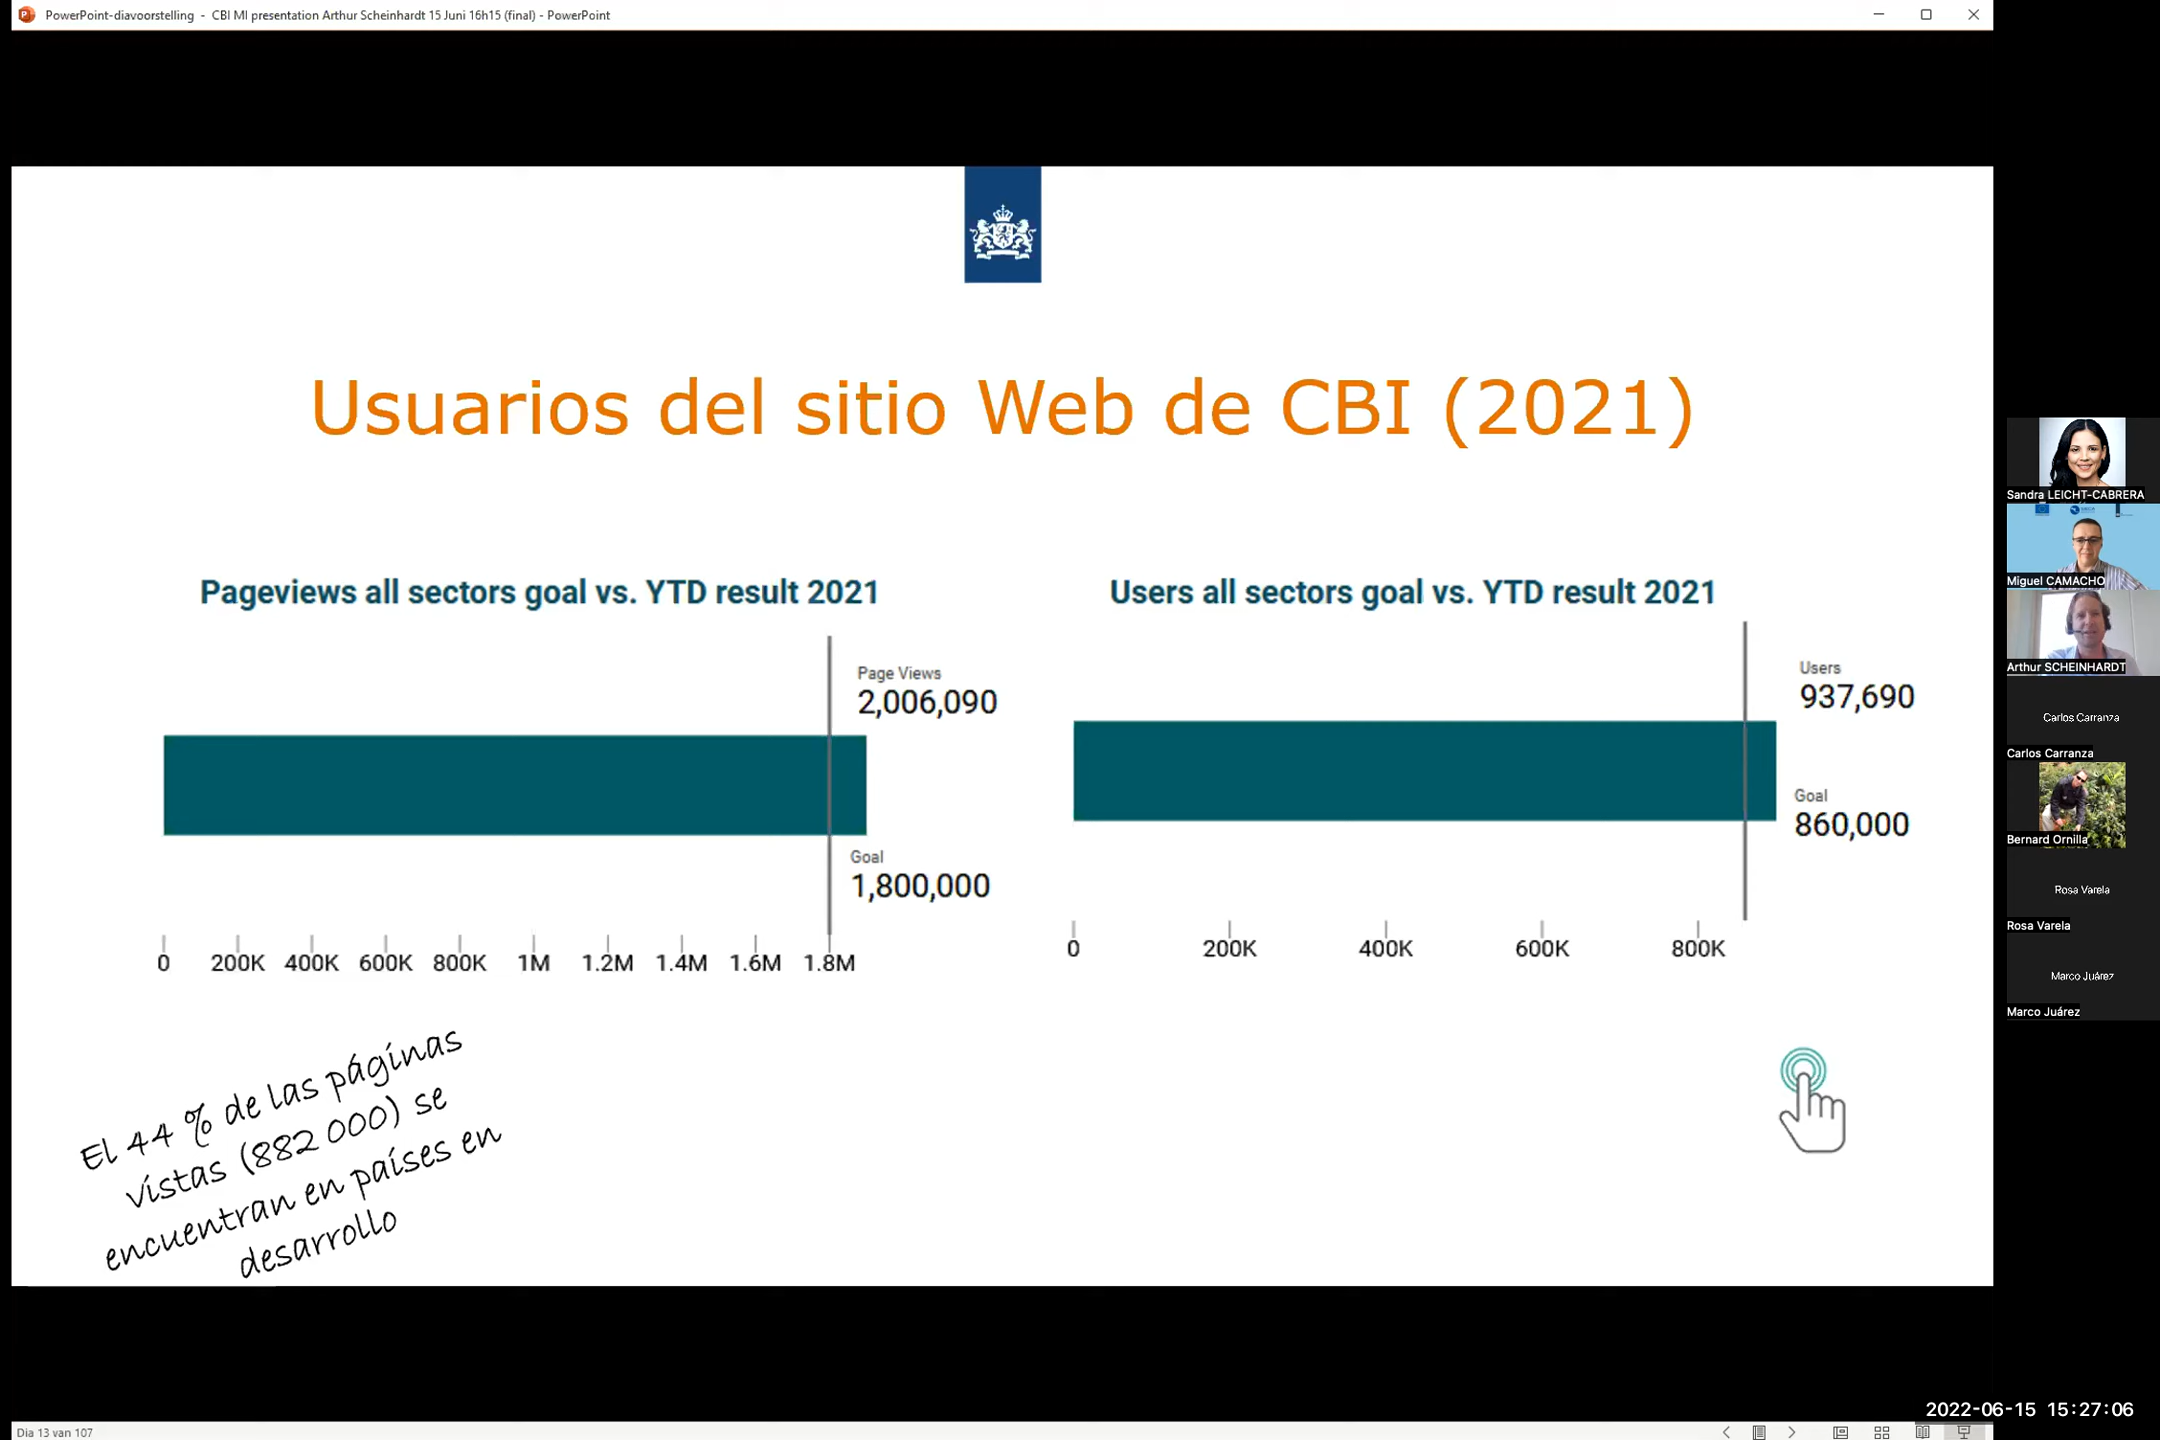 PowerPoint-diavoorstelling - CBI MI presentation Arthur Scheinhardt 15 Juni 16h15 (final) - PowerPoint
Usuarios del sitio Web de CBI (2021)
Pageviews all sectors goal vs. YTD result 2021
Page Views
2,006,090
Goal
1,800,000
0 200K 400K 600K 800K 1M 1.2M 1.4M 1.6M 1.8M
Users all sectors goal vs. YTD result 2021
Users
937,690
Goal
860,000
0 200K 400K 600K 800K
El 44 % de las páginas
vistas (882 000) se
encuentran en países en
desarrollo
Sandra LEICHT-CABRERA
Miguel CAMACHO
Arthur SCHEINHARDT
Carlos Carranza
Carlos Carranza
Bernard Ornilla
Rosa Varela
Rosa Varela
Marco Juárez
Marco Juárez
2022-06-15 15:27:06
Dia 13 van 107